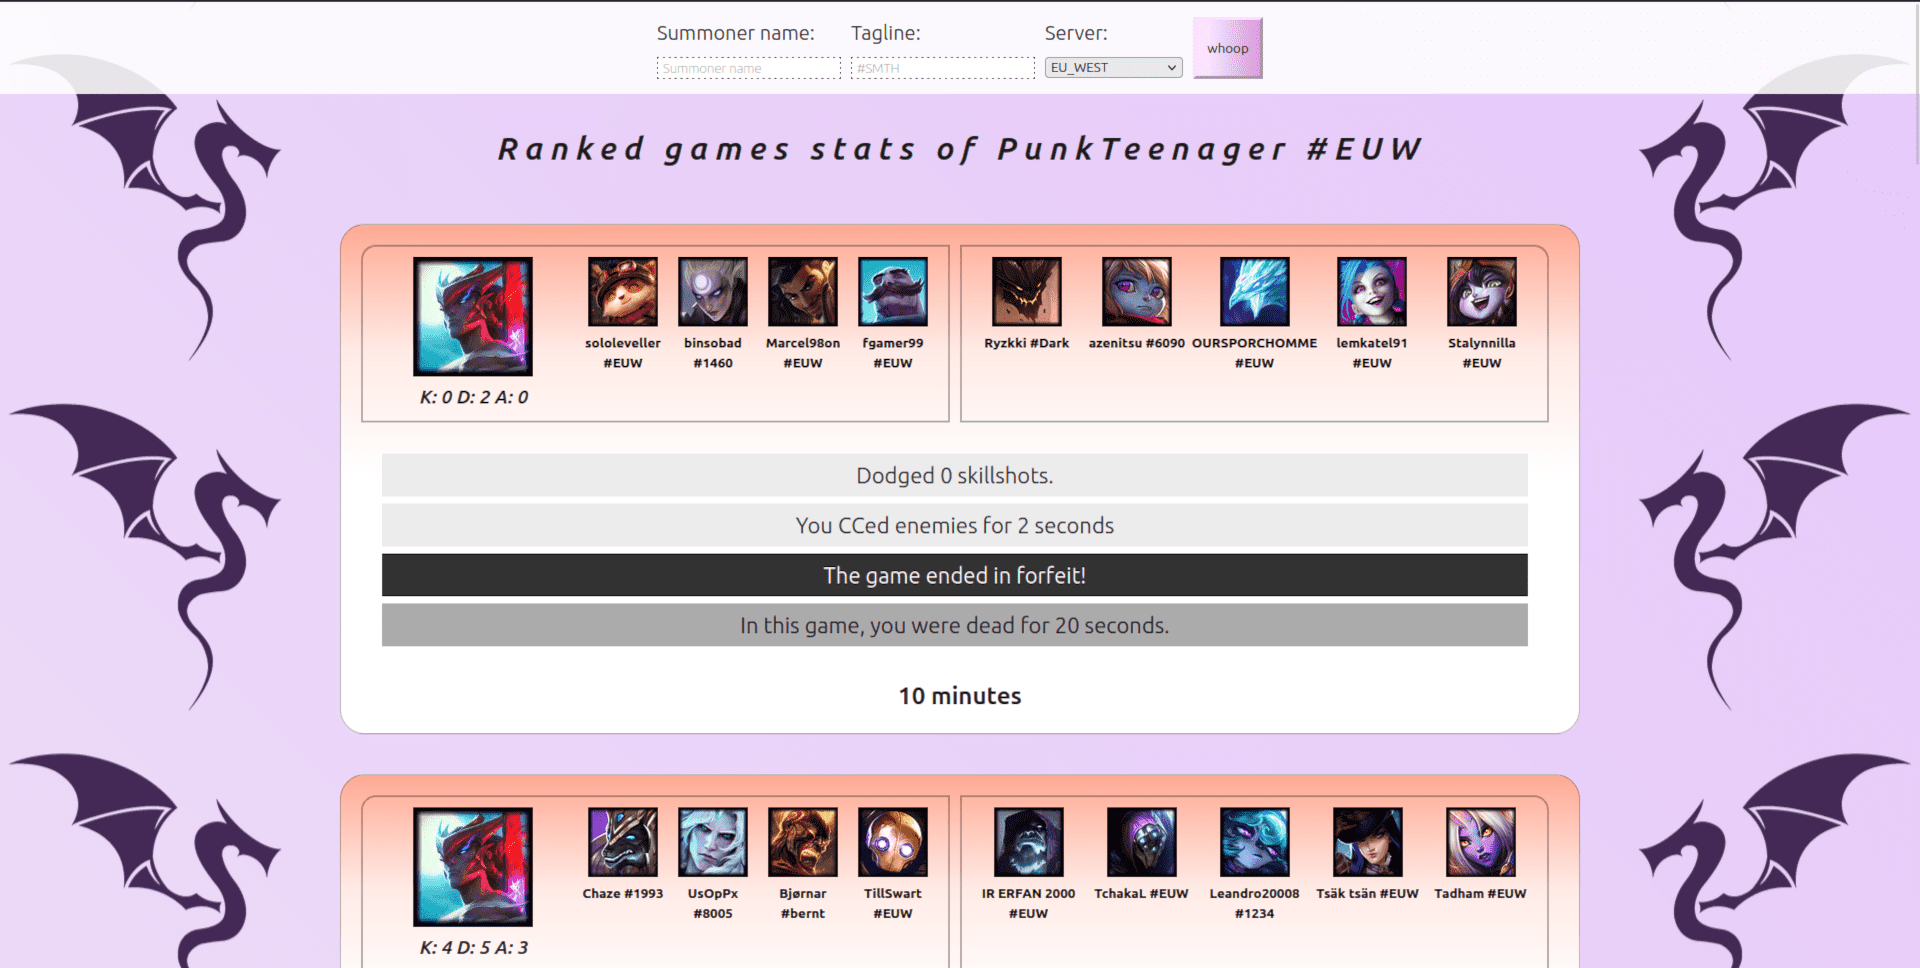 Summoner name:
Tagline:
Server:
Summoner name
#SMTH
EU_WEST
whoop
Ranked games stats of PunkTeenager #EUW
K: 0 D: 2 A: 0
sololeveller
#EUW
binsobad
#1460
Marcel98on
#EUW
fgamer99
#EUW
Ryzkki #Dark
azenitsu #6090
OURSPORCHOMME
#EUW
lemkatel91
#EUW
Stalynnilla
#EUW
Dodged 0 skillshots.
You CCed enemies for 2 seconds
The game ended in forfeit!
In this game, you were dead for 20 seconds.
10 minutes
K: 4 D: 5 A: 3
Chaze #1993
UsOpPx
#8005
Bjørnar
#bernt
TillSwart
#EUW
IR ERFAN 2000
#EUW
TchakaL #EUW
Leandro20008
#1234
Tsäk tsän #EUW
Tadham #EUW